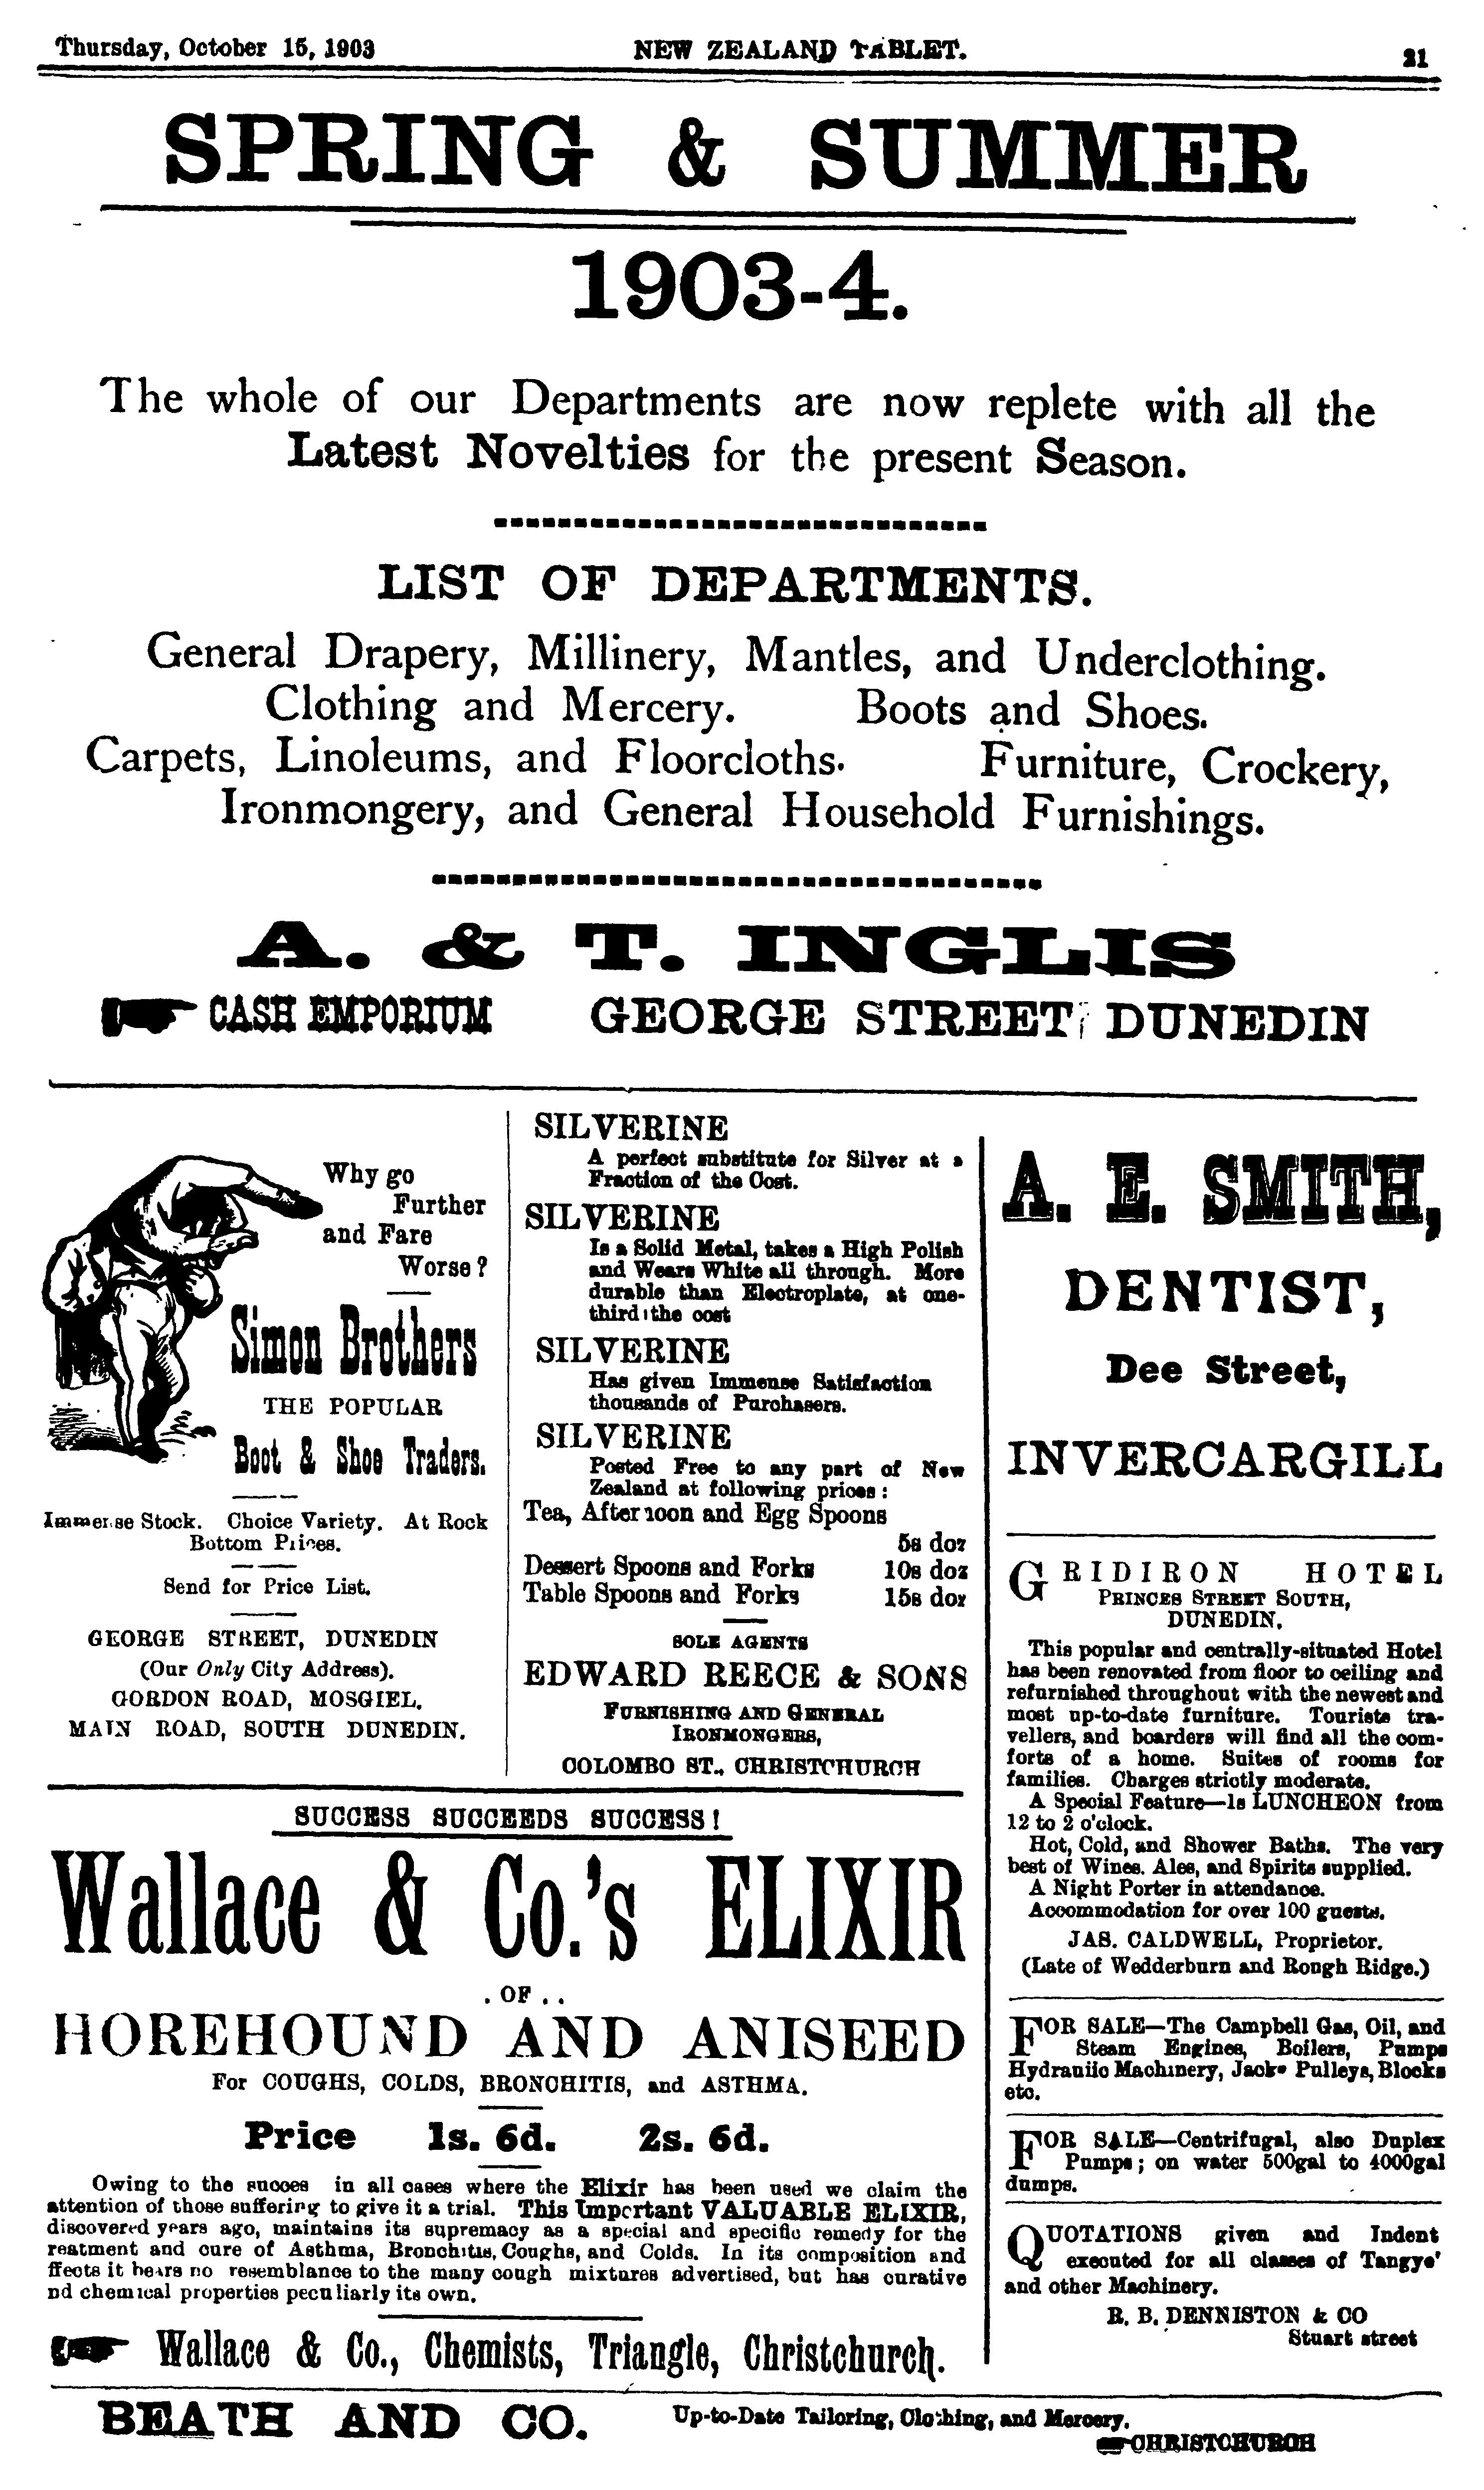 Thursday, October 15, 1903
NEW ZEALAND TABLET.
21
SPRING & SUMMER
1903-4.
The whole of our Departments are now replete with all the
Latest Novelties for the present Season.
LIST OF DEPARTMENTS.
General Drapery, Millinery, Mantles, and Underclothing.
Clothing and Mercery. Boots and Shoes.
Carpets, Linoleums, and Floorcloths. Furniture, Crockery,
Ironmongery, and General Household Furnishings.
A. & T. INGLIS
CASH EMPORIUM GEORGE STREET, DUNEDIN
Why go
Further
and Fare
Worse?
Simon Brothers
THE POPULAR
Boot & Shoe Traders.
Immense Stock. Choice Variety. At Rock
Bottom Prices.
Send for Price List.
GEORGE STREET, DUNEDIN
(Our Only City Address).
GORDON ROAD, MOSGIEL.
MAIN ROAD, SOUTH DUNEDIN.
SILVERINE
A perfect substitute for Silver at a
Fraction of the Cost.
SILVERINE
Is a Solid Metal, takes a High Polish
and Wears White all through. More
durable than Electroplate, at one-
third the cost
SILVERINE
Has given Immense Satisfaction
thousands of Purchasers.
SILVERINE
Posted Free to any part of New
Zealand at following prices:
Tea, Afternoon and Egg Spoons
5s doz
Dessert Spoons and Forks 10s doz
Table Spoons and Forks 15s doz
SOLE AGENTS
EDWARD REECE & SONS
FURNISHING AND GENERAL
IRONMONGERS,
COLOMBO ST., CHRISTCHURCH
SUCCESS SUCCEEDS SUCCESS!
Wallace & Co.'s ELIXIR
. OF . .
HOREHOUND AND ANISEED
For COUGHS, COLDS, BRONCHITIS, and ASTHMA.
Price 1s. 6d. 2s. 6d.
Owing to the succes in all cases where the Elixir has been used we claim the
attention of those suffering to give it a trial. This Important VALUABLE ELIXIR,
discovered years ago, maintains its supremacy as a special and specific remedy for the
reatment and cure of Asthma, Bronchitis, Coughs, and Colds. In its composition and
ffects it bears no resemblance to the many cough mixtures advertised, but has curative
nd chemical properties peculiarly its own.
Wallace & Co., Chemists, Triangle, Christchurch.
A. E. SMITH,
DENTIST,
Dee Street,
INVERCARGILL
GRIDIRON HOTEL
PRINCES STREET SOUTH,
DUNEDIN.
This popular and centrally-situated Hotel
has been renovated from floor to ceiling and
refurnished throughout with the newest and
most up-to-date furniture. Tourists tra-
vellers, and boarders will find all the com-
forts of a home. Suites of rooms for
families. Charges strictly moderate.
A Special Feature—1s LUNCHEON from
12 to 2 o'clock.
Hot, Cold, and Shower Baths. The very
best of Wines, Ales, and Spirits supplied.
A Night Porter in attendance.
Accommodation for over 100 guests.
JAS. CALDWELL, Proprietor.
(Late of Wedderburn and Rough Ridge.)
FOR SALE—The Campbell Gas, Oil, and
Steam Engines, Boilers, Pumps
Hydraulic Machinery, Jacks Pulleys, Blocks
etc.
FOR SALE—Centrifugal, also Duplex
Pumps; on water 500gal to 4000gal
dumps.
QUOTATIONS given and Indent
executed for all classes of Tangye'
and other Machinery.
R. B. DENNISTON & CO
Stuart street
BEATH AND CO. Up-to-Date Tailoring, Clothing, and Mercery.
CHRISTCHURCH